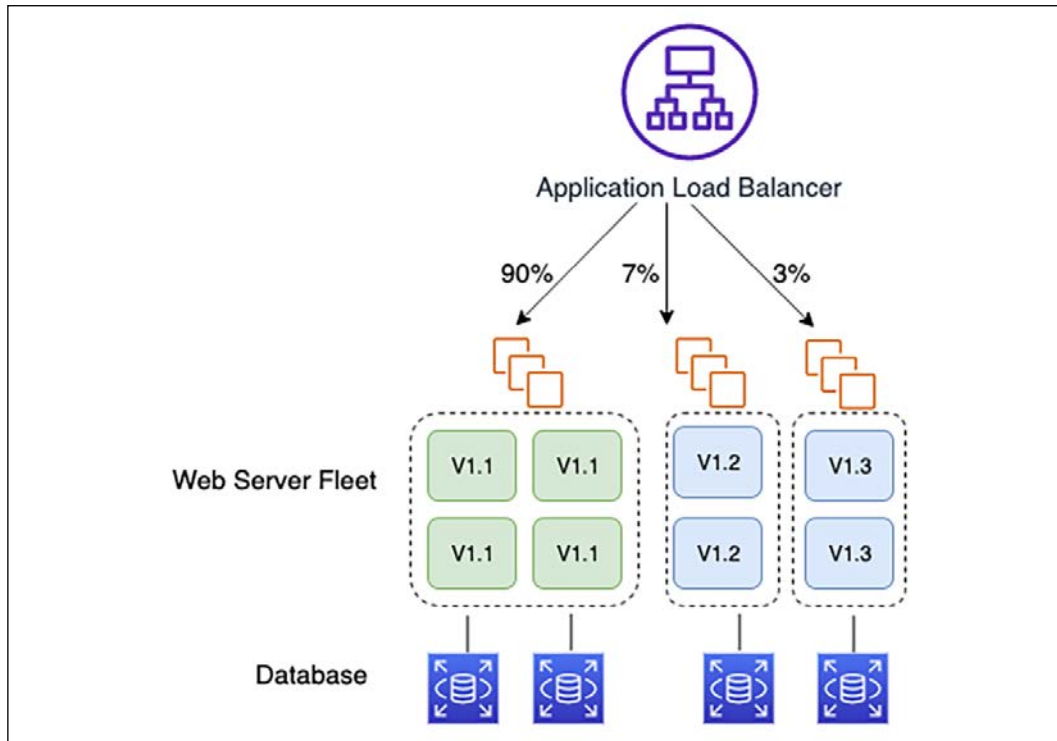 Application Load Balancer
90%
7%
3%
Web Server Fleet
V1.1
V1.1
V1.2
V1.3
V1.1
V1.1
V1.2
V1.3
Database